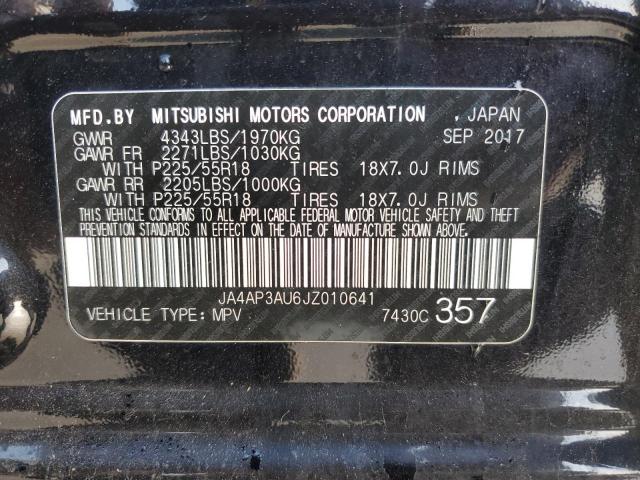 MFD.BY MITSUBISHI MOTORS CORPORATION , JAPAN
GVWR 4343LBS/1970KG SEP 2017
GAWR FR 2271LBS/1030KG
WITH P225/55R18 TIRES 18X7.0J RIMS
GAWR RR 2205LBS/1000KG
WITH P225/55R18 TIRES 18X7.0J RIMS
THIS VEHICLE CONFORMS TO ALL APPLICABLE FEDERAL MOTOR VEHICLE SAFETY AND THEFT
PREVENTION STANDARDS IN EFFECT ON THE DATE OF MANUFACTURE SHOWN ABOVE.
JA4AP3AU6JZ010641
VEHICLE TYPE: MPV 7430C 357